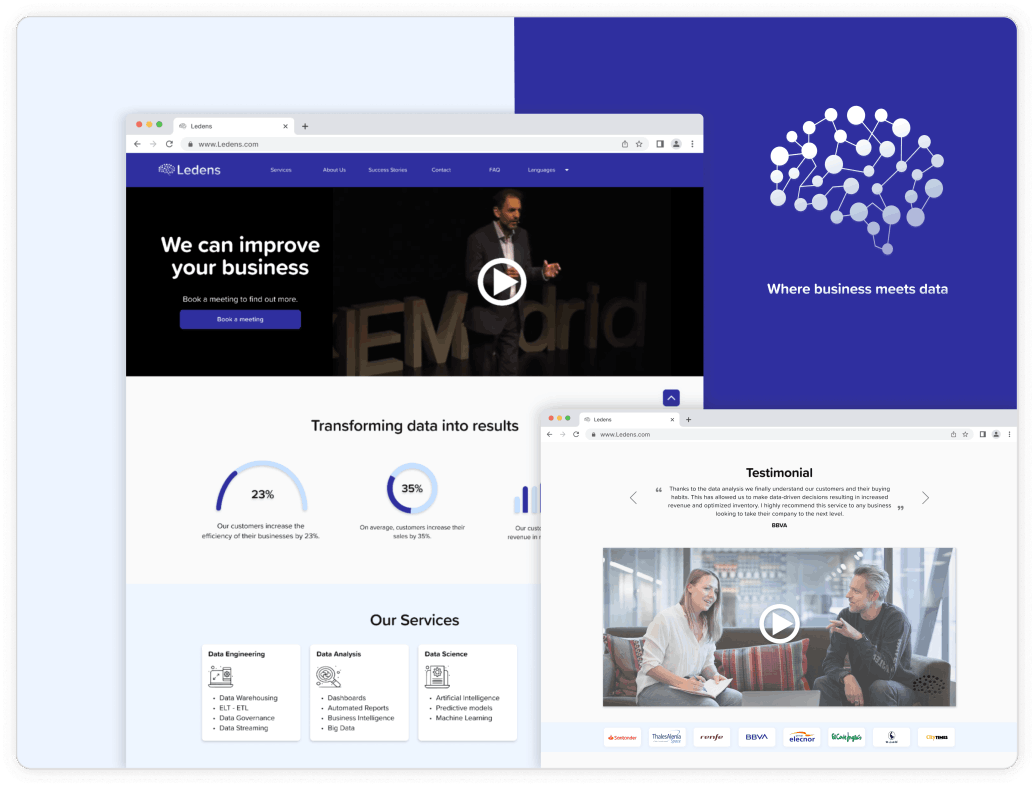 Ledens
www.Ledens.com
Ledens
Services
About Us
Success Stories
Contact
FAQ
Languages
We can improve
your business
Book a meeting to find out more.
Book a meeting
EMadrid
Where business meets data
Transforming data into results
23%
Our customers increase the
efficiency of their businesses by 23%.
35%
On average, customers increase their
sales by 35%.
Our
revenue in
Our Services
Data Engineering
• Data Warehousing
• ELT - ETL
• Data Governance
• Data Streaming
Data Analysis
• Dashboards
• Automated Reports
• Business Intelligence
• Big Data
Data Science
• Artificial Intelligence
• Predictive models
• Machine Learning
Ledens
www.Ledens.com
Testimonial
“ Thanks to the data analysis we finally understand our customers and their buying
habits. This has allowed us to make data-driven decisions resulting in increased
revenue and optimized inventory. I highly recommend this service to any business
looking to take their company to the next level. ”
BBVA
Santander
ThalesAlenia
Space
renfe
BBVA
elecnor
El Corte Inglés
CITYTIMES